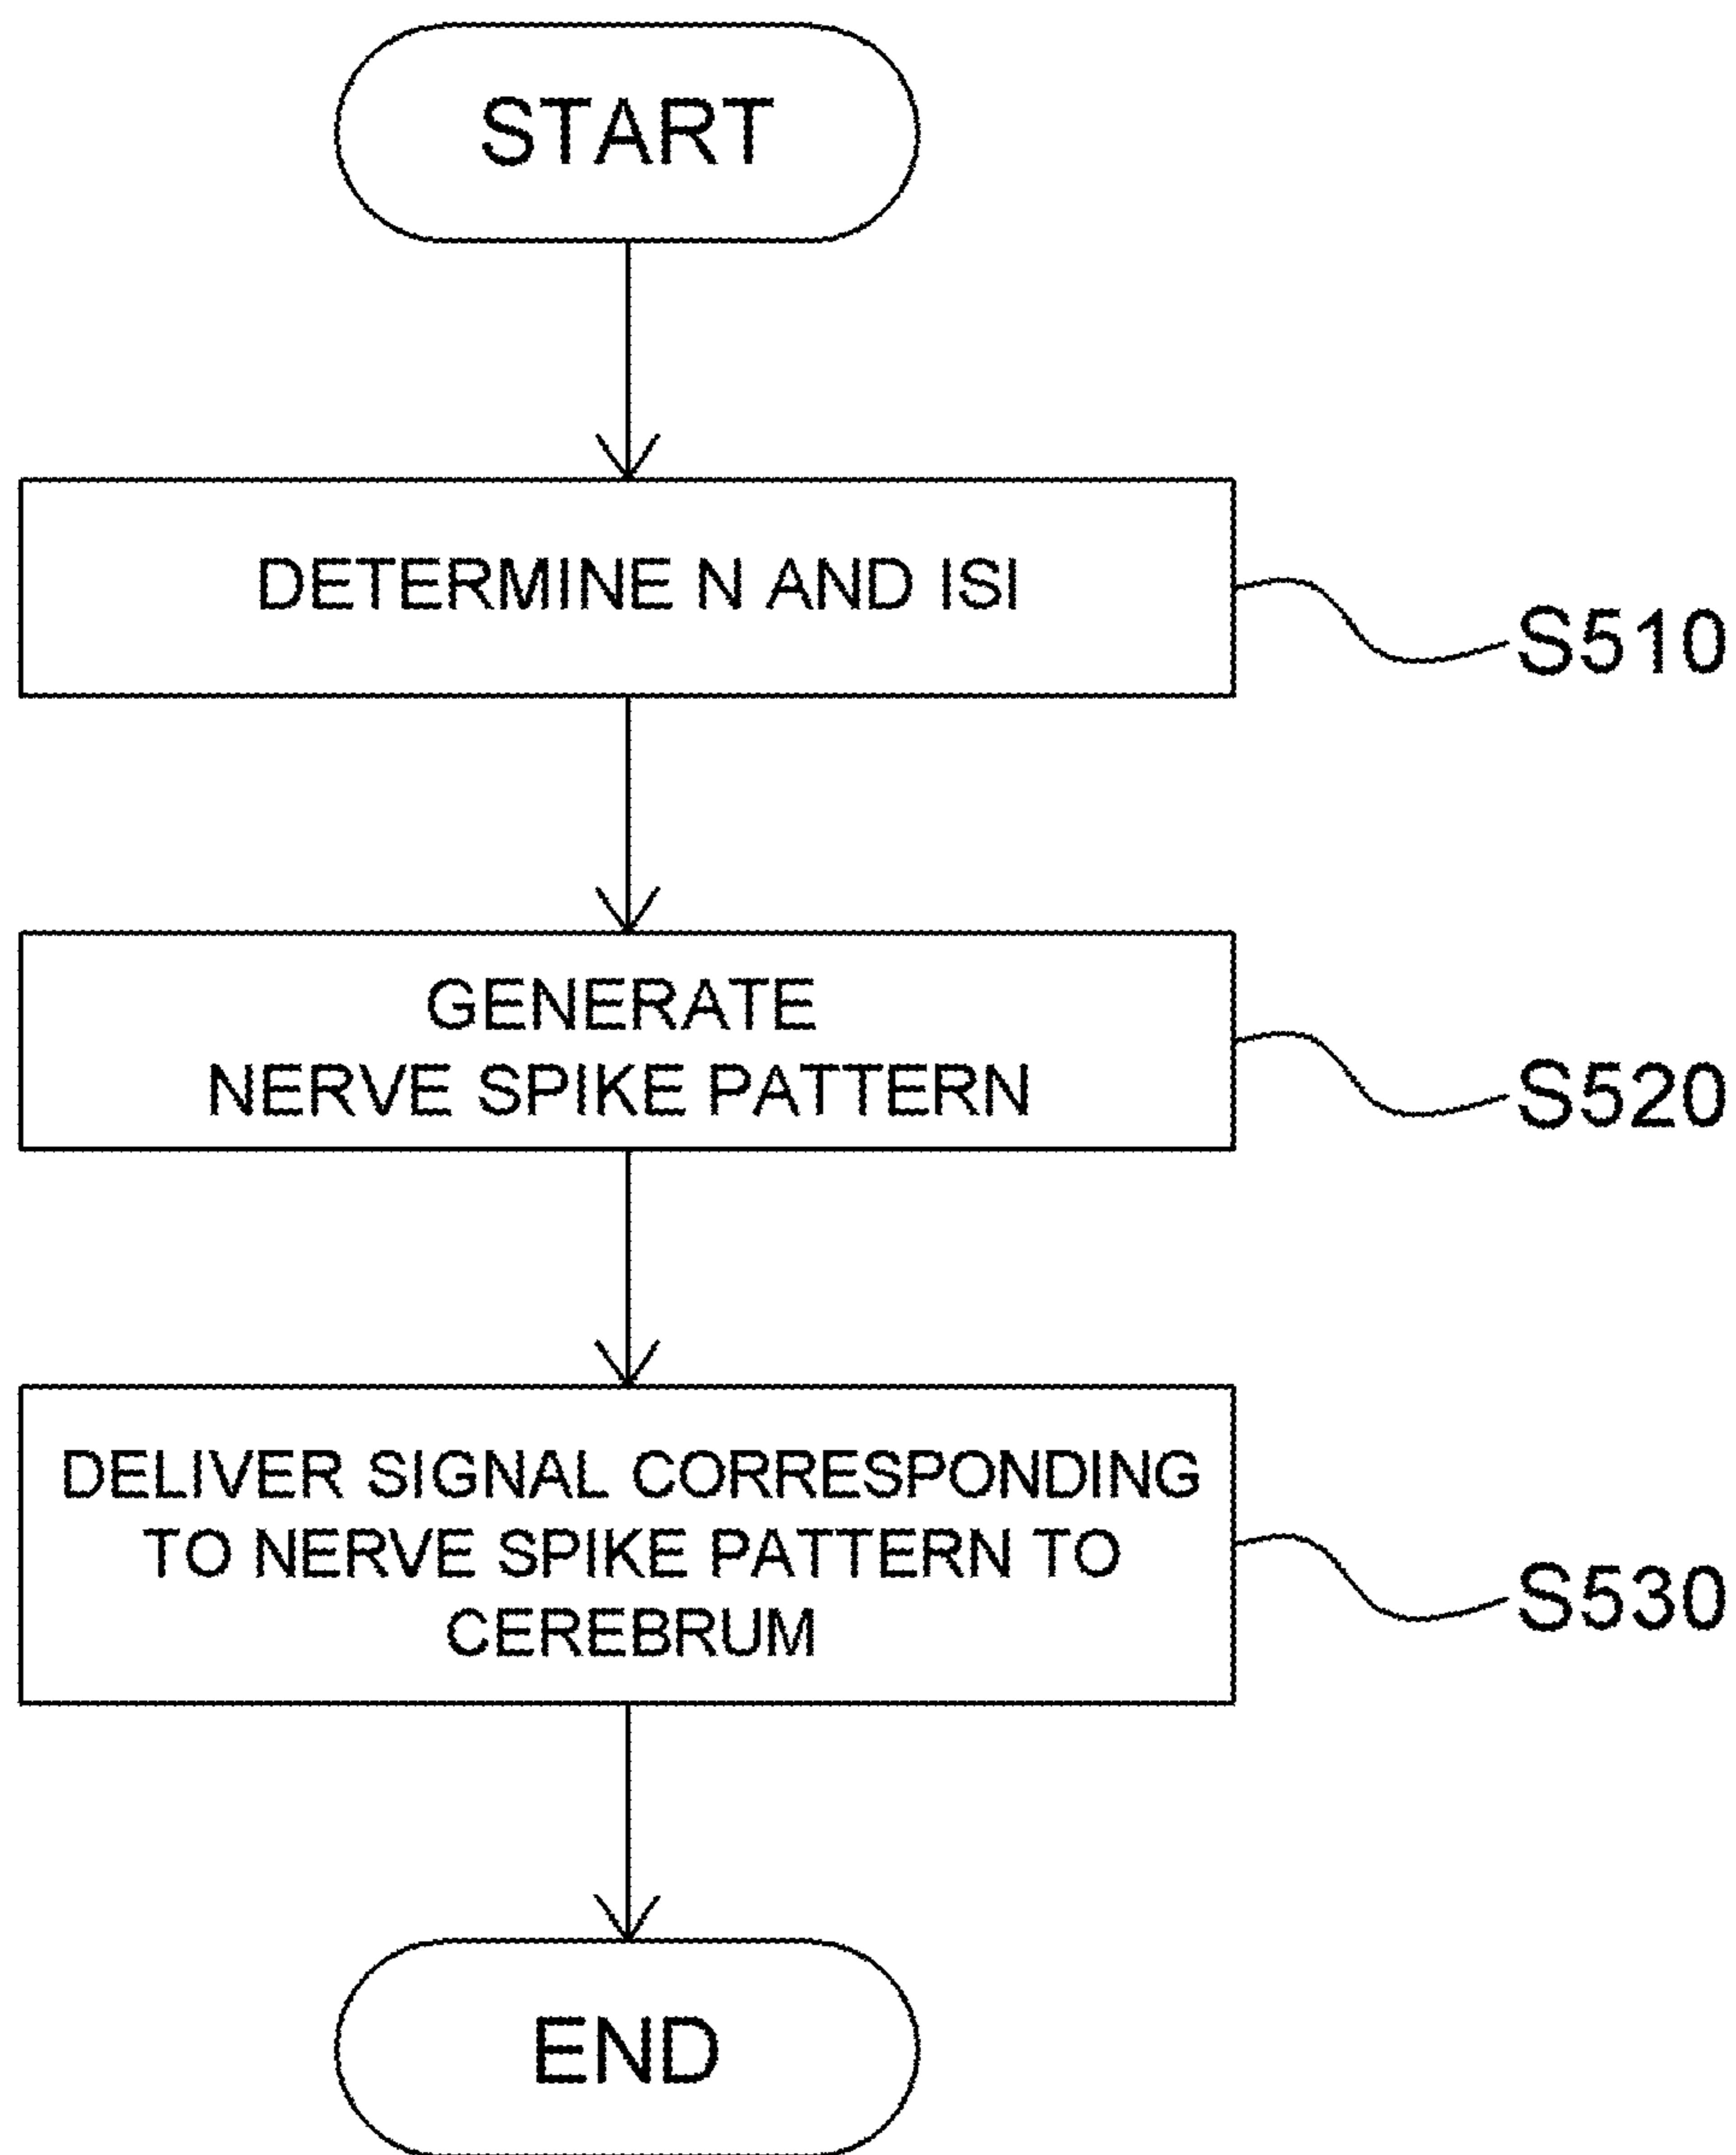 START
DETERMINE N AND ISI
S510
GENERATE
NERVE SPIKE PATTERN
S520
DELIVER SIGNAL CORRESPONDING
TO NERVE SPIKE PATTERN TO
CEREBRUM
S530
END